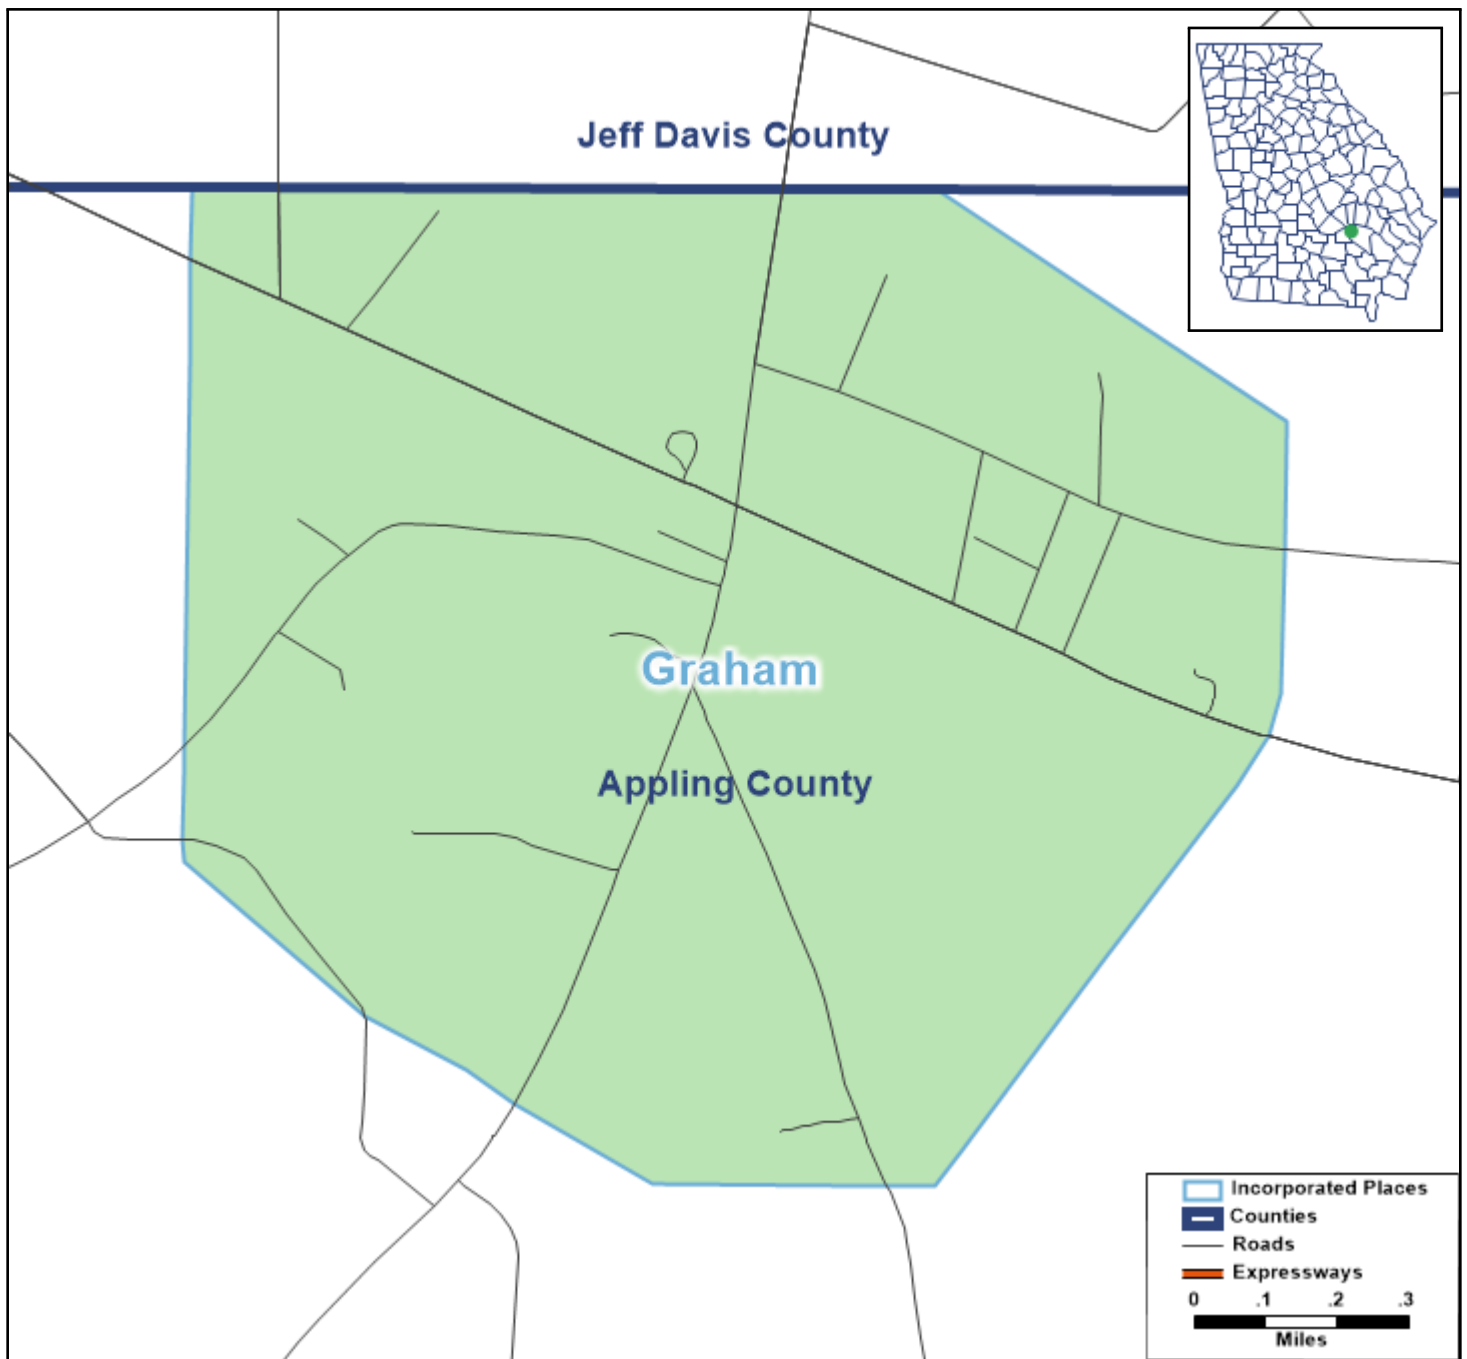 Jeff Davis County
Graham
Appling County
Incorporated Places
Counties
Roads
Expressways
0 .1 .2 .3
Miles